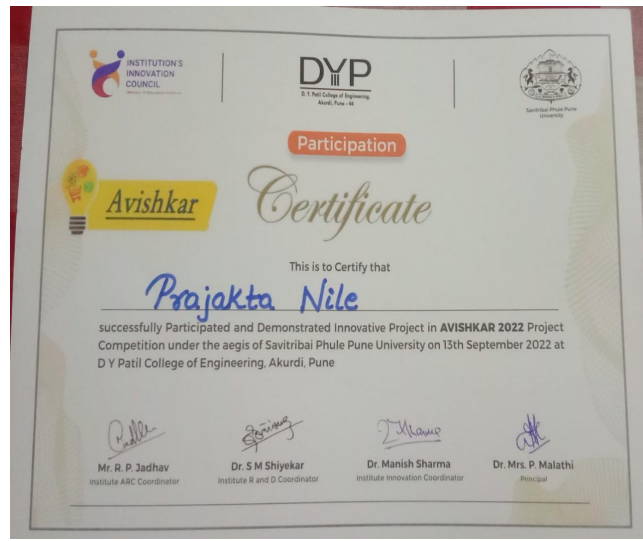 INSTITUTION'S
INNOVATION
COUNCIL
DYP
D. Y. Patil College of Engineering,
Akurdi, Pune - 44
Savitribai Phule Pune
University
Participation
Avishkar
Certificate
This is to Certify that
Prajakta Nile
successfully Participated and Demonstrated Innovative Project in AVISHKAR 2022 Project
Competition under the aegis of Savitribai Phule Pune University on 13th September 2022 at
D Y Patil College of Engineering, Akurdi, Pune
Mr. R. P. Jadhav
Institute ARC Coordinator
Dr. S M Shiyekar
Institute R and D Coordinator
Dr. Manish Sharma
Institute Innovation Coordinator
Dr. Mrs. P. Malathi
Principal